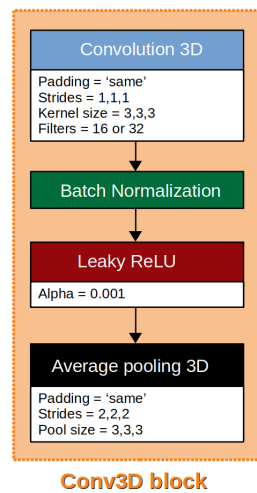 Convolution 3D
Padding = ‘same’
Strides = 1,1,1
Kernel size = 3,3,3
Filters = 16 or 32
Batch Normalization
Leaky ReLU
Alpha = 0.001
Average pooling 3D
Padding = ‘same’
Strides = 2,2,2
Pool size = 3,3,3
Conv3D block